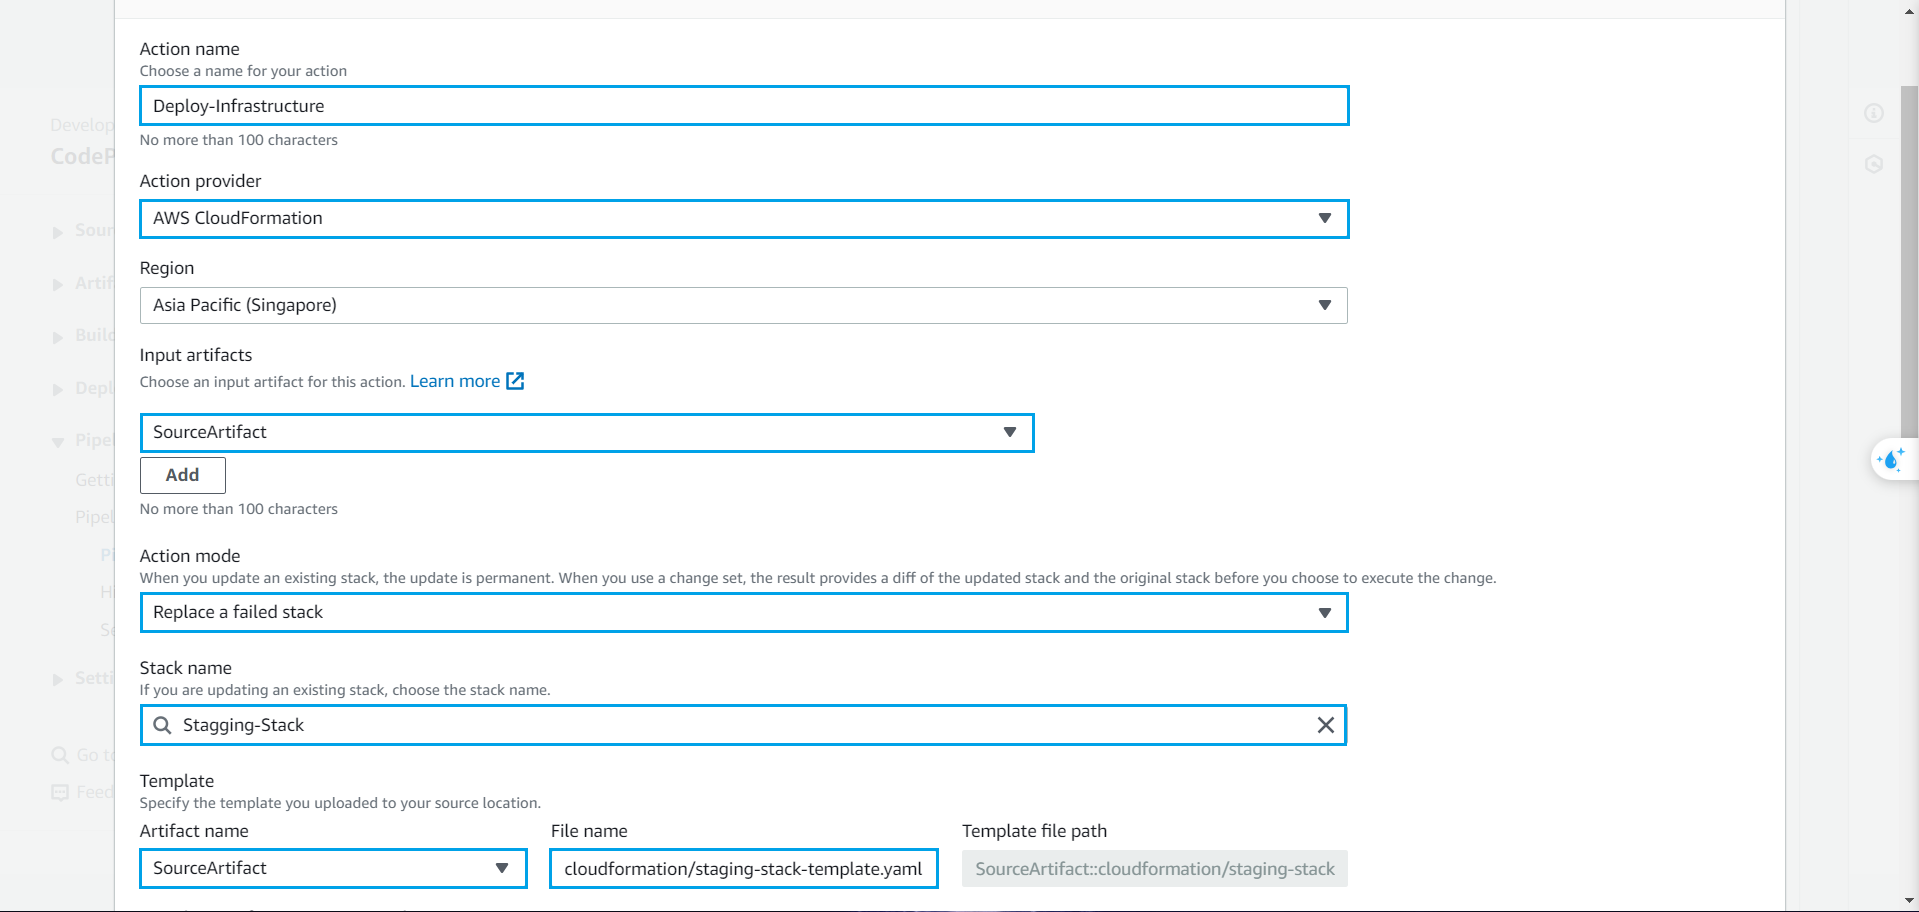 Action name
Choose a name for your action
Deploy-Infrastructure
No more than 100 characters
Develop
CodeP
Action provider
AWS CloudFormation
Sour
Region
Artif
Asia Pacific (Singapore)
Build
Input artifacts
Choose an input artifact for this action. Learn more
Depl
SourceArtifact
Pipel
Add
Getti
No more than 100 characters
Pipel
Action mode
Pi
When you update an existing stack, the update is permanent. When you use a change set, the result provides a diff of the updated stack and the original stack before you choose to execute the change.
Hi
Replace a failed stack
Se
Stack name
Setti
If you are updating an existing stack, choose the stack name.
Stagging-Stack
Go to
Template
Feed
Specify the template you uploaded to your source location.
Artifact name File name Template file path
SourceArtifact cloudformation/staging-stack-template.yaml SourceArtifact::cloudformation/staging-stack